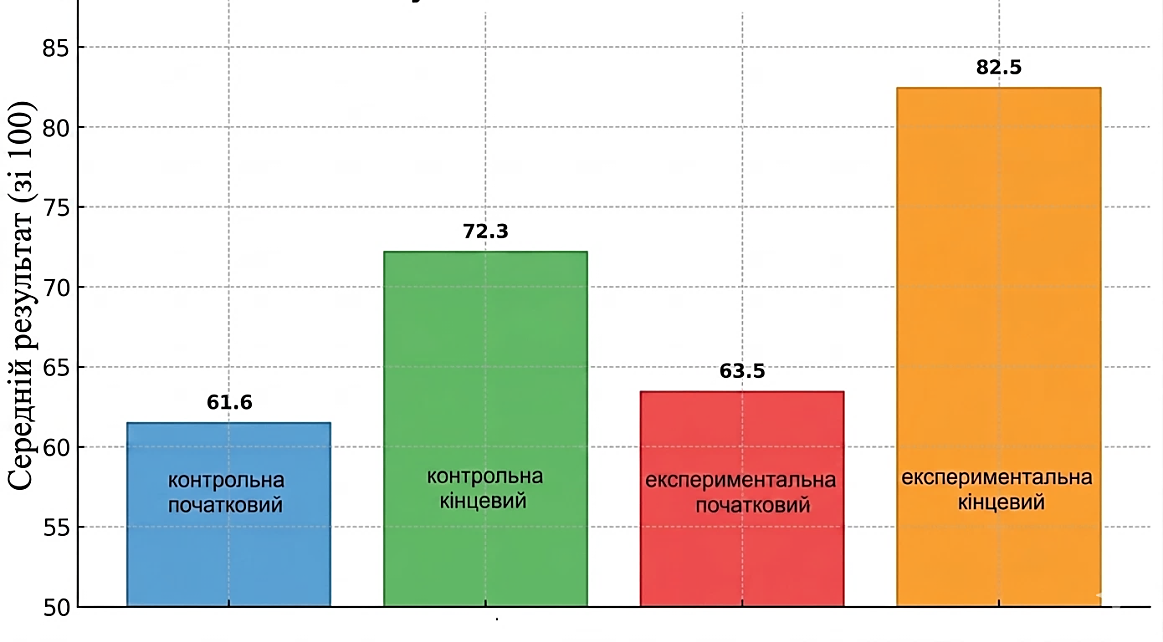 Середній результат (зі 100)
85
80
75
70
65
60
55
50
61.6
72.3
63.5
82.5
контрольна
початковий
контрольна
кінцевий
експериментальна
початковий
експериментальна
кінцевий